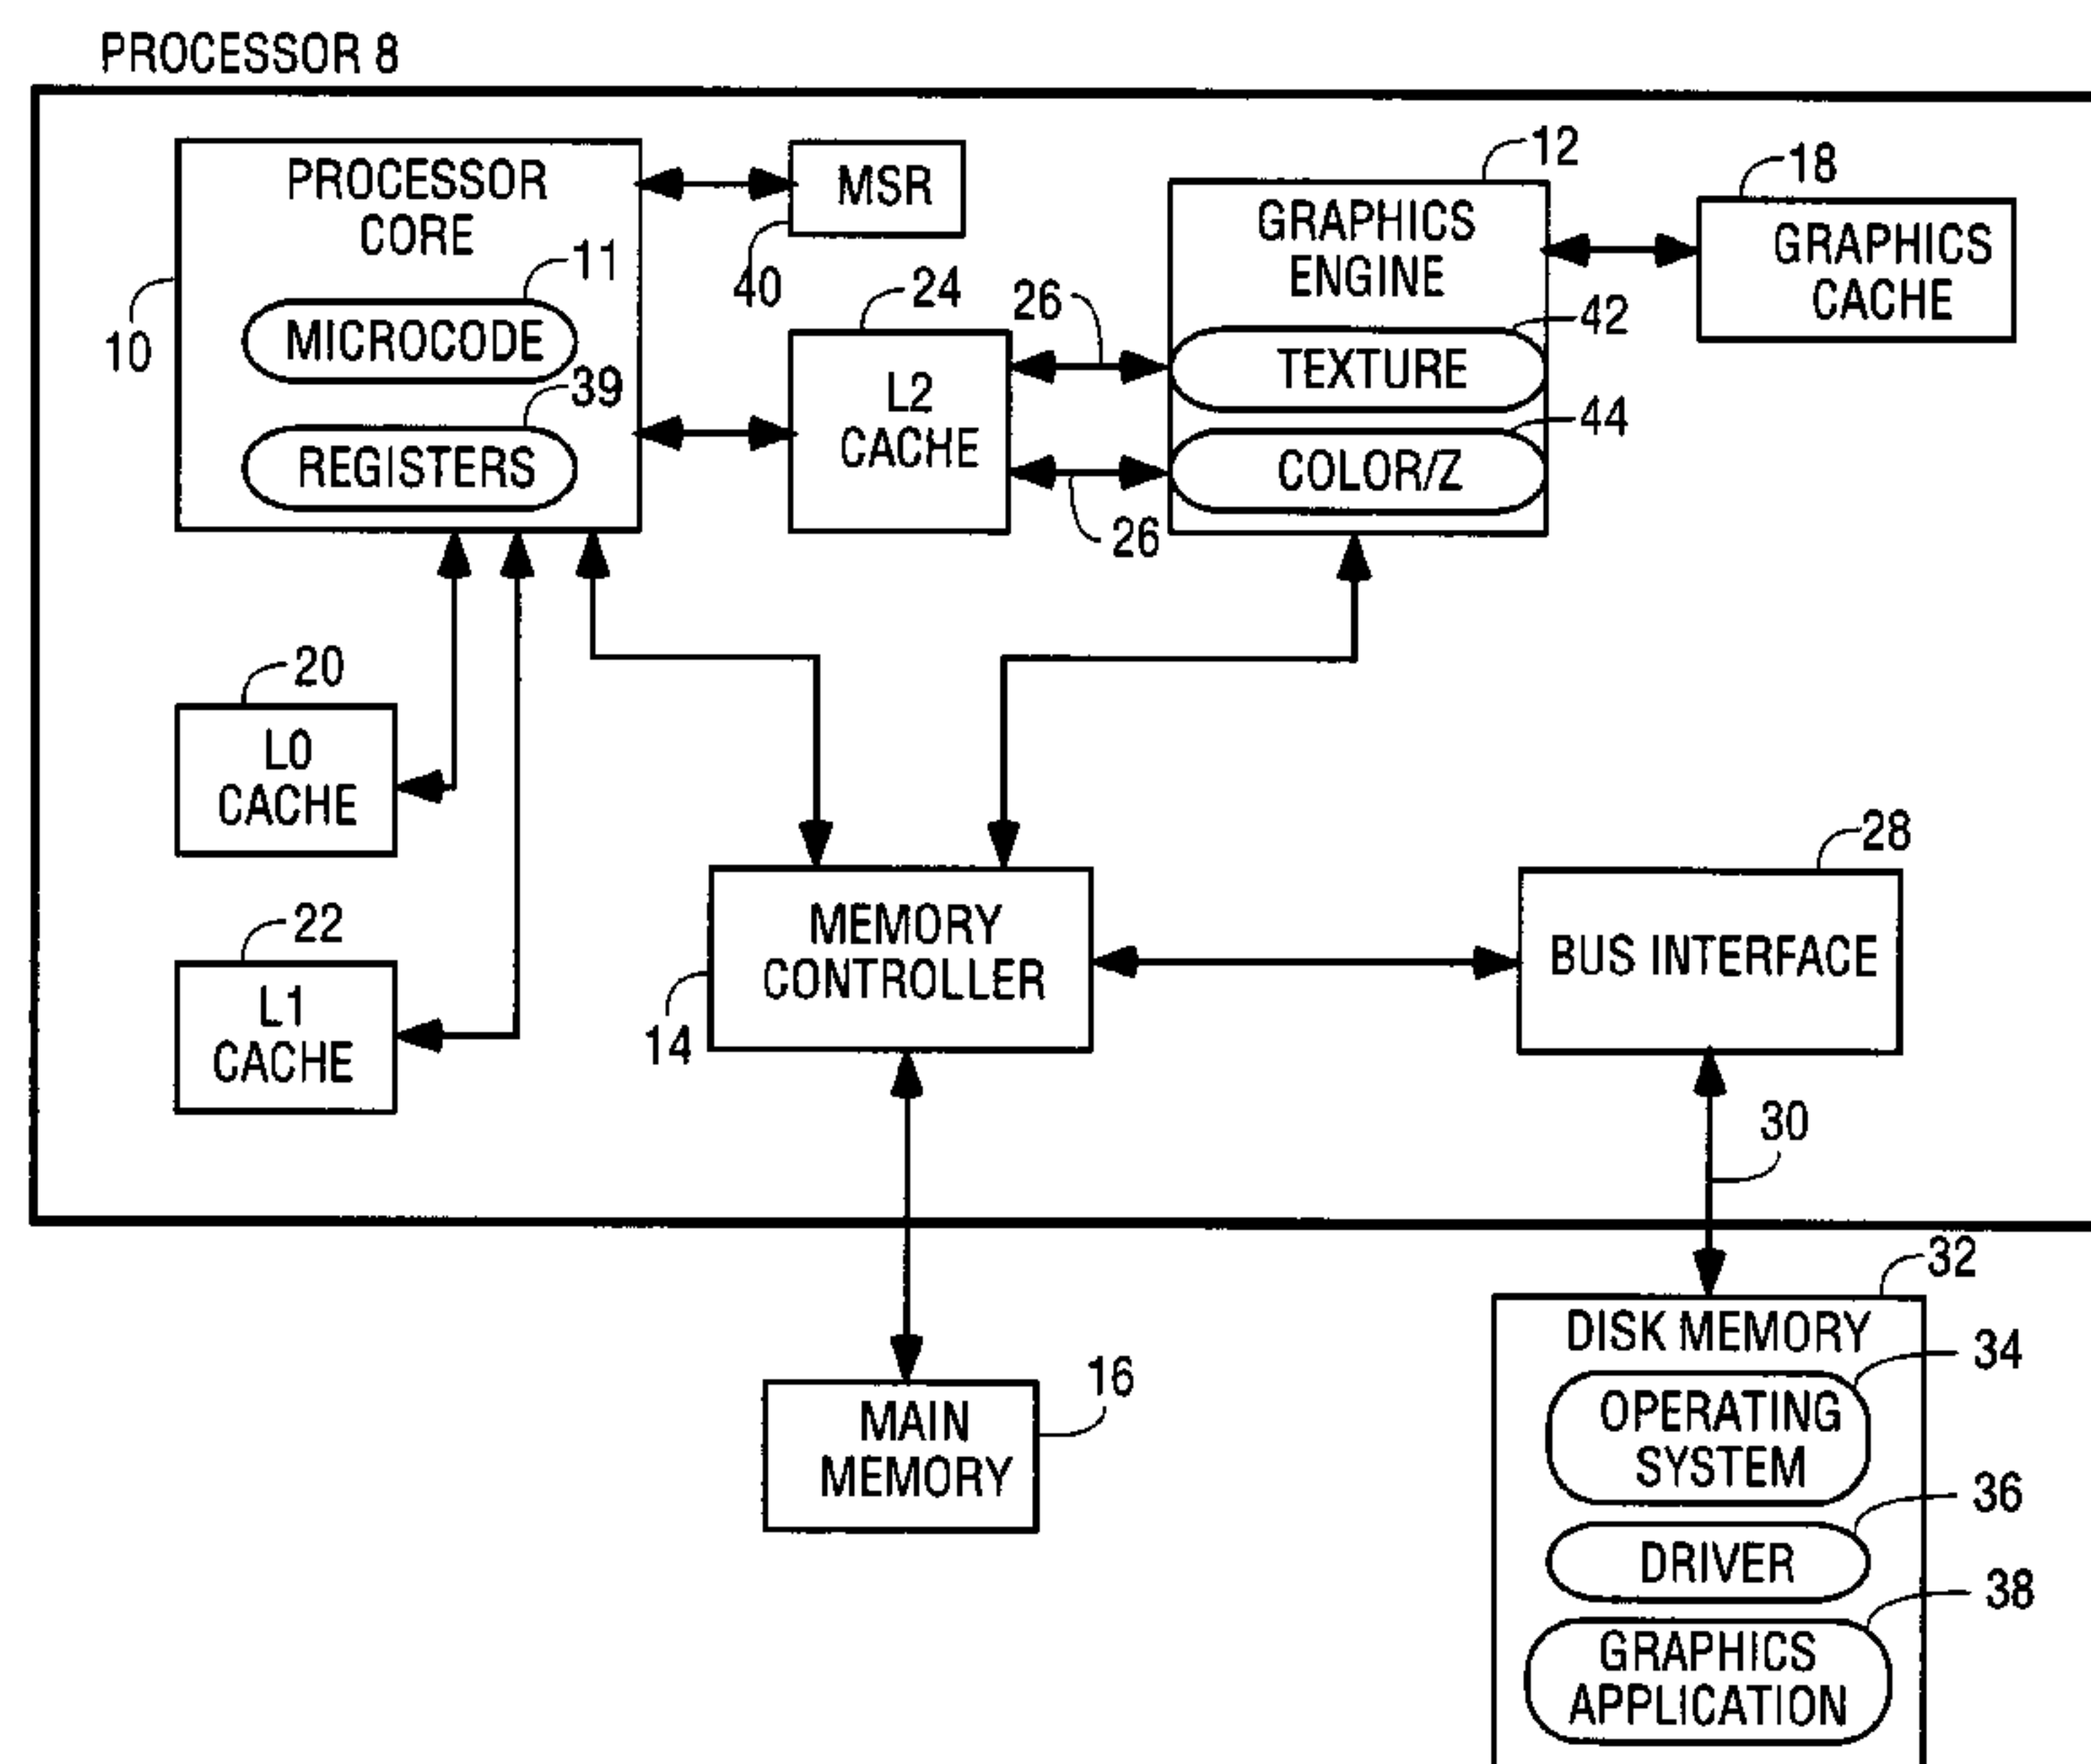 PROCESSOR 8
PROCESSOR
CORE
11
MICROCODE
39
REGISTERS
10
MSR
40
24
L2
CACHE
26
26
12
GRAPHICS
ENGINE
42
TEXTURE
44
COLOR/Z
18
GRAPHICS
CACHE
20
L0
CACHE
22
L1
CACHE
MEMORY
CONTROLLER
14
28
BUS INTERFACE
30
16
MAIN
MEMORY
32
DISK MEMORY
34
OPERATING
SYSTEM
36
DRIVER
38
GRAPHICS
APPLICATION